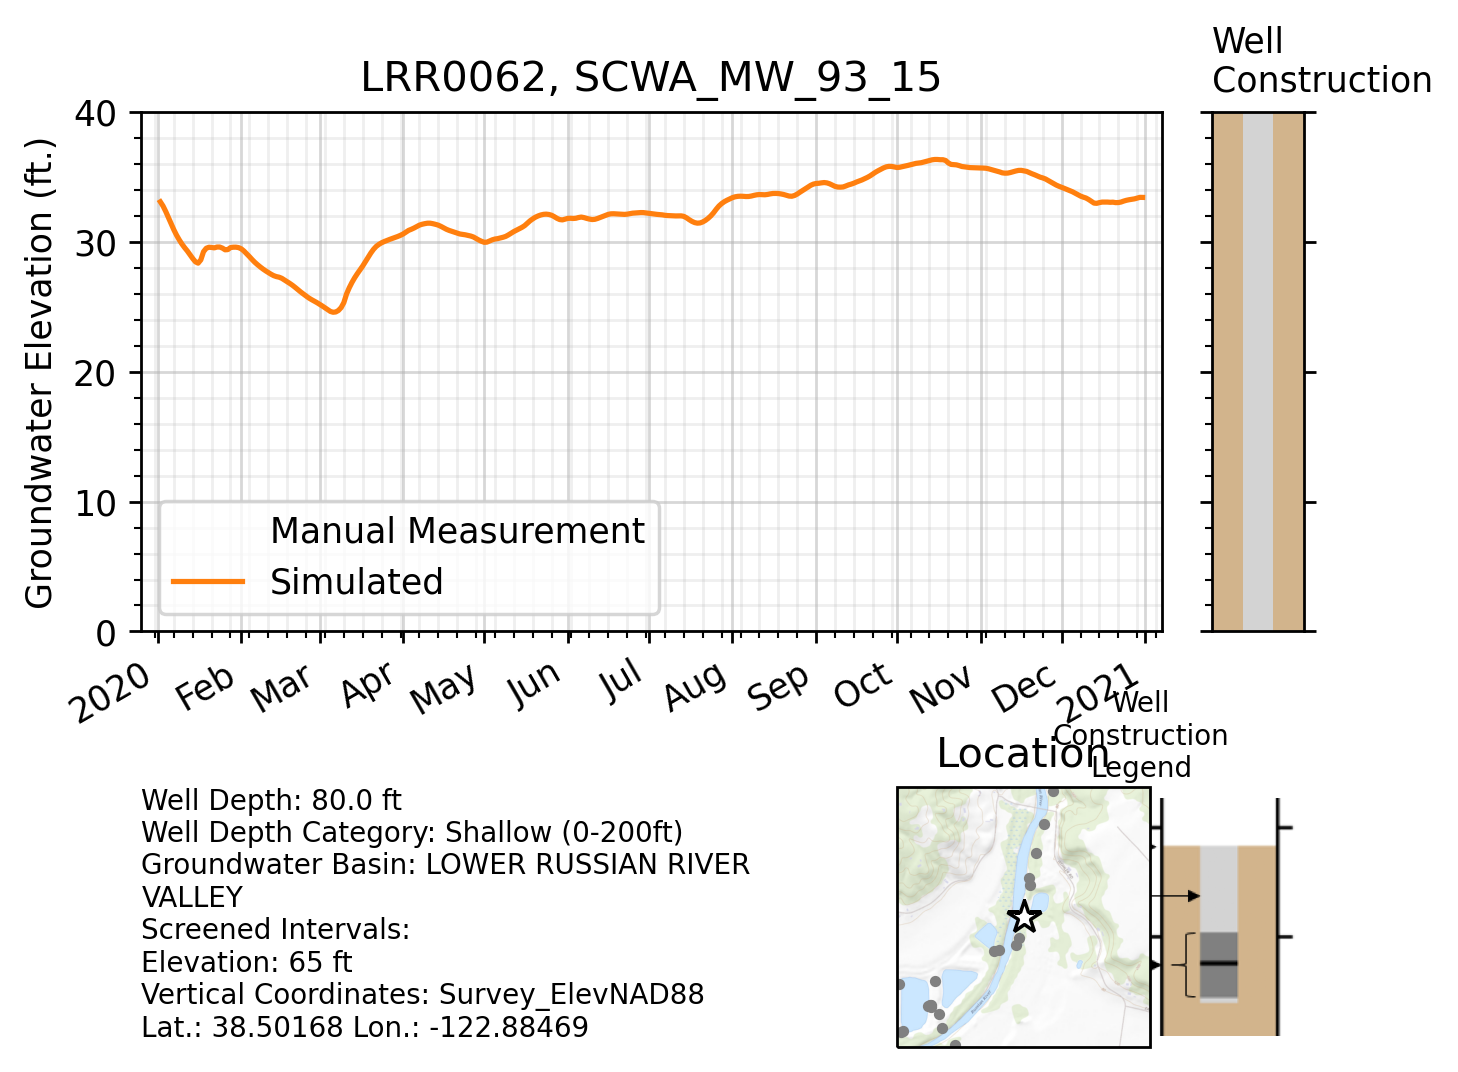 Well
Construction
LRR0062, SCWA_MW_93_15
Groundwater Elevation (ft.)
40
30
20
10
0
Manual Measurement
Simulated
2020
Feb
Mar
Apr
May
Jun
Jul
Aug
Sep
Oct
Nov
Dec
2021
Well
Construction
Legend
Location
Well Depth: 80.0 ft
Well Depth Category: Shallow (0-200ft)
Groundwater Basin: LOWER RUSSIAN RIVER
VALLEY
Screened Intervals:
Elevation: 65 ft
Vertical Coordinates: Survey_ElevNAD88
Lat.: 38.50168 Lon.: -122.88469